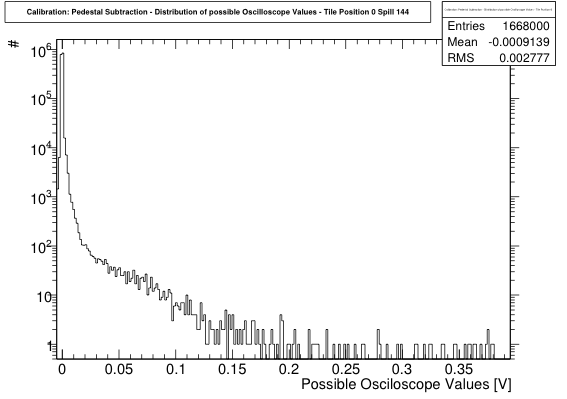 Calibration: Pedestal Subtraction - Distribution of possible Oscilloscope Values - Tile Position 0 Spill 144
Entries 1668000
Mean -0.0009139
RMS 0.002777
#
10^6
10^5
10^4
10^3
10^2
10
1
0 0.05 0.1 0.15 0.2 0.25 0.3 0.35
Possible Osciloscope Values [V]